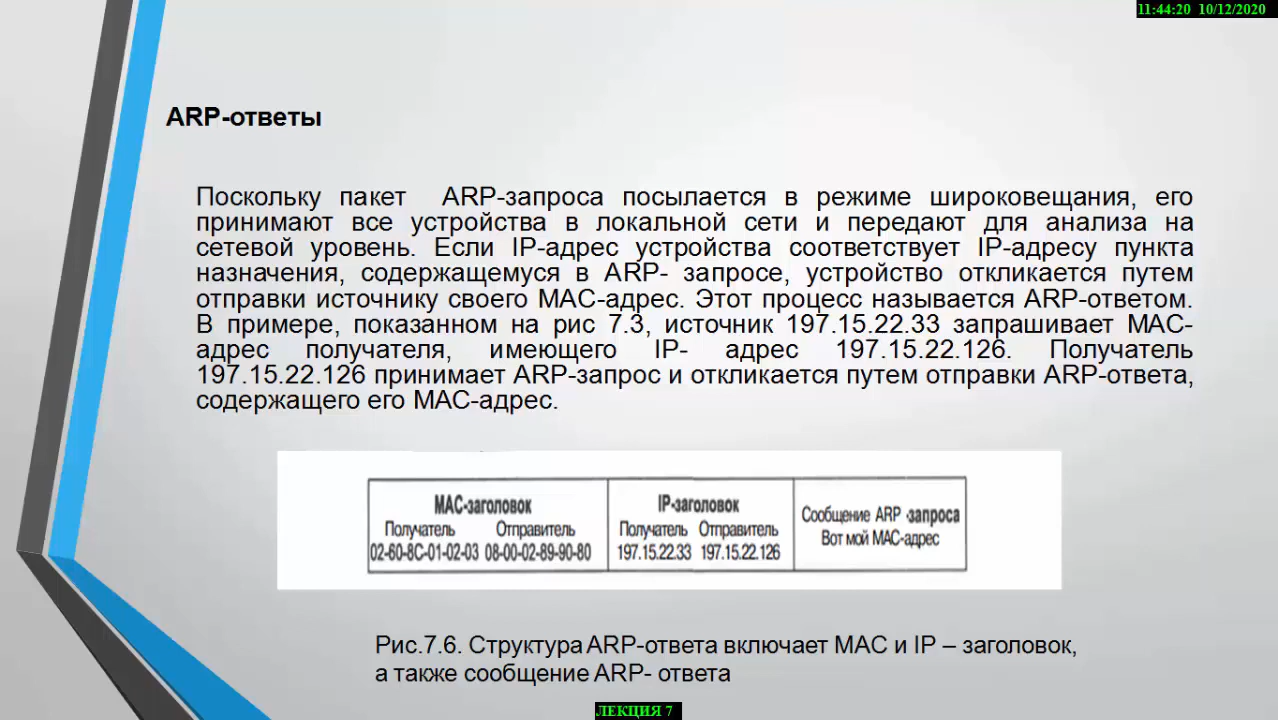 11:44:20 10/12/2020
ARP-ответы
Поскольку пакет ARP-запроса посылается в режиме широковещания, его
принимают все устройства в локальной сети и передают для анализа на
сетевой уровень. Если IP-адрес устройства соответствует IP-адресу пункта
назначения, содержащемуся в ARP- запросе, устройство откликается путем
отправки источнику своего MAC-адрес. Этот процесс называется ARP-ответом.
В примере, показанном на рис 7.3, источник 197.15.22.33 запрашивает MAC-
адрес получателя, имеющего IP- адрес 197.15.22.126. Получатель
197.15.22.126 принимает ARP-запрос и откликается путем отправки ARP-ответа,
содержащего его MAC-адрес.
MAC-заголовок
Получатель Отправитель
02-60-8C-01-02-03 08-00-02-89-90-80
IP-заголовок
Получатель Отправитель
197.15.22.33 197.15.22.126
Сообщение ARP -запроса
Вот мой MAC-адрес
Рис.7.6. Структура ARP-ответа включает MAC и IP – заголовок,
а также сообщение ARP- ответа
ЛЕКЦИЯ 7